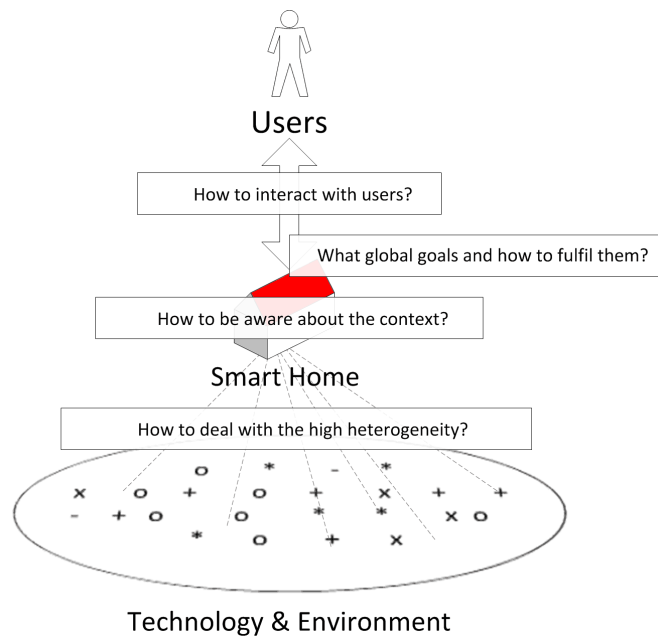 Users
How to interact with users?
What global goals and how to fulfil them?
How to be aware about the context?
Smart Home
How to deal with the high heterogeneity?
o * - *
x o + o + x + +
- + o o * * x o
* o + x
Technology & Environment